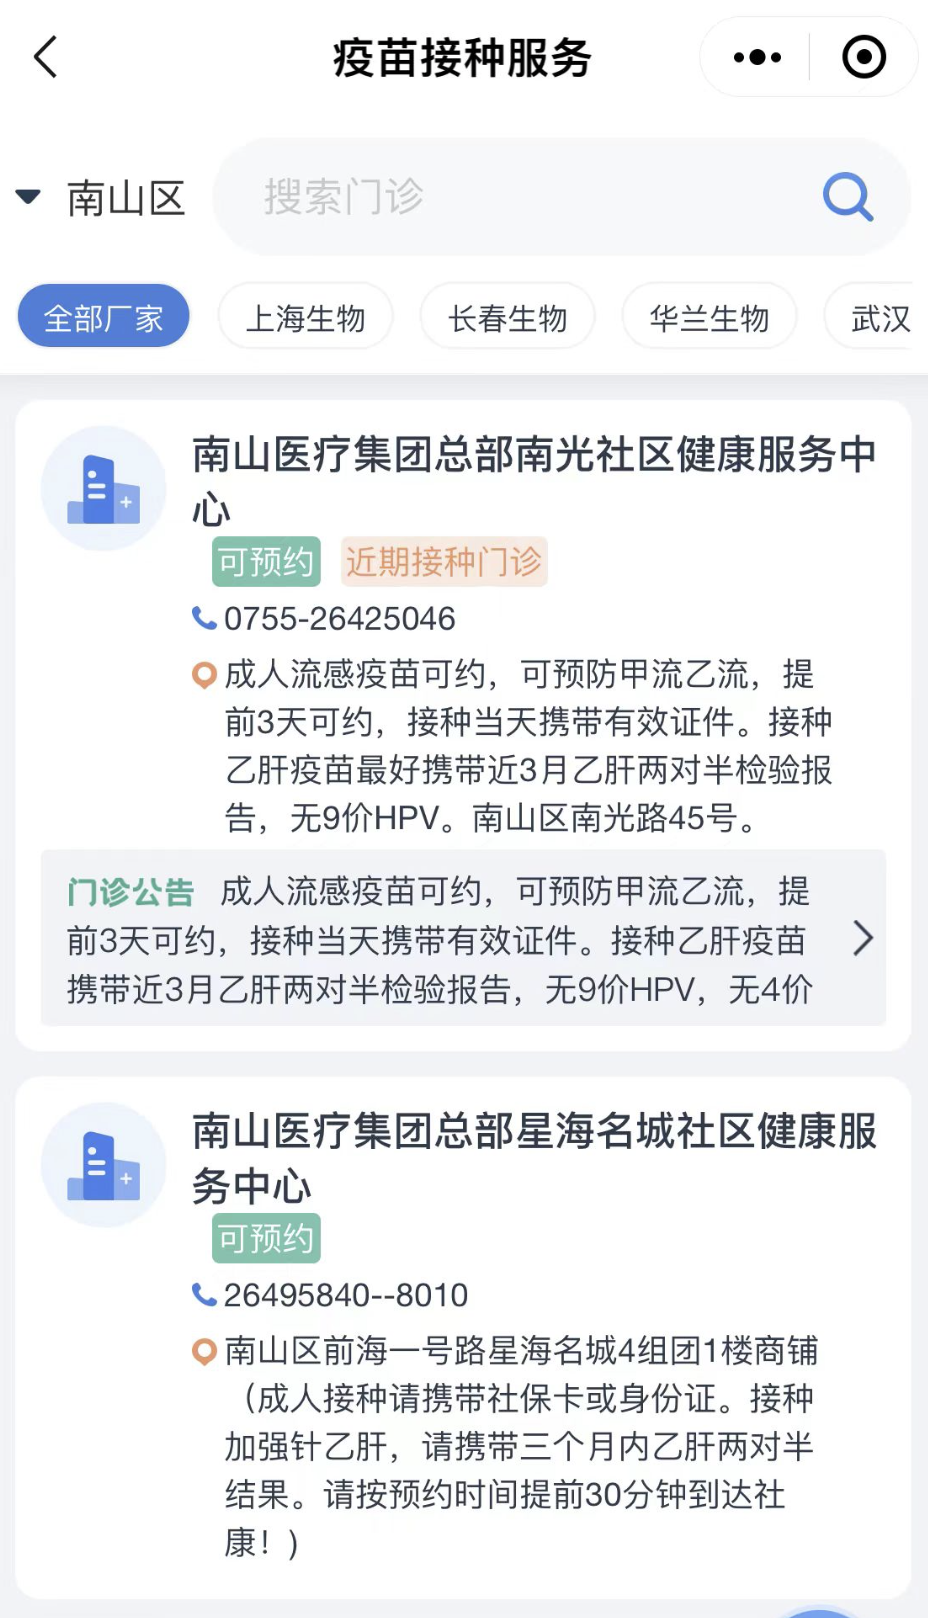 疫苗接种服务
南山区
搜索门诊
全部厂家 上海生物 长春生物 华兰生物 武汉
南山医疗集团总部南光社区健康服务中
心
可预约 近期接种门诊
0755-26425046
成人流感疫苗可约，可预防甲流乙流，提
前3天可约，接种当天携带有效证件。接种
乙肝疫苗最好携带近3月乙肝两对半检验报
告，无9价HPV。南山区南光路45号。
门诊公告 成人流感疫苗可约，可预防甲流乙流，提
前3天可约，接种当天携带有效证件。接种乙肝疫苗
携带近3月乙肝两对半检验报告，无9价HPV，无4价
南山医疗集团总部星海名城社区健康服
务中心
可预约
26495840--8010
南山区前海一号路星海名城4组团1楼商铺
（成人接种请携带社保卡或身份证。接种
加强针乙肝，请携带三个月内乙肝两对半
结果。请按预约时间提前30分钟到达社
康！)